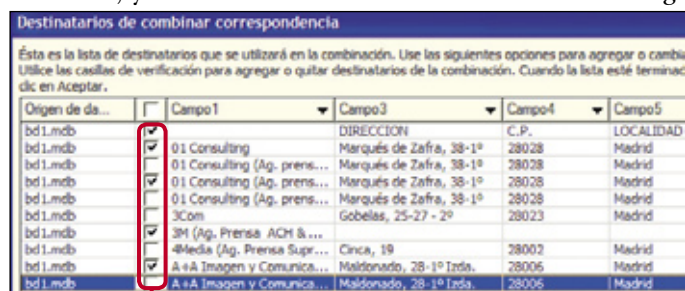 Destinatarios de combinar correspondencia
Ésta es la lista de destinatarios que se utilizará en la combinación. Use las siguientes opciones para agregar o cambia
Utilice las casillas de verificación para agregar o quitar destinatarios de la combinación. Cuando la lista esté terminad
clic en Aceptar.
Origen de da... Campo1 Campo3 Campo4 Campo5
bd1.mdb DIRECCION C.P. LOCALIDAD
bd1.mdb 01 Consulting Marqués de Zafra, 38-1º 28028 Madrid
bd1.mdb 01 Consulting (Ag. prens... Marqués de Zafra, 38-1º 28028 Madrid
bd1.mdb 01 Consulting (Ag. prens... Marqués de Zafra, 38-1º 28028 Madrid
bd1.mdb 01 Consulting (Ag. prens... Marqués de Zafra, 38-1º 28028 Madrid
bd1.mdb 3Com Gobelas, 25-27 - 2º 28023 Madrid
bd1.mdb 3M (Ag. Prensa ACH & ...
bd1.mdb 4Media (Ag. Prensa Supr... Cinca, 19 28002 Madrid
bd1.mdb A+A Imagen y Comunica... Maldonado, 28-1º Izda. 28006 Madrid
bd1.mdb A+A Imagen y Comunica... Maldonado, 28-1º Izda. 28006 Madrid